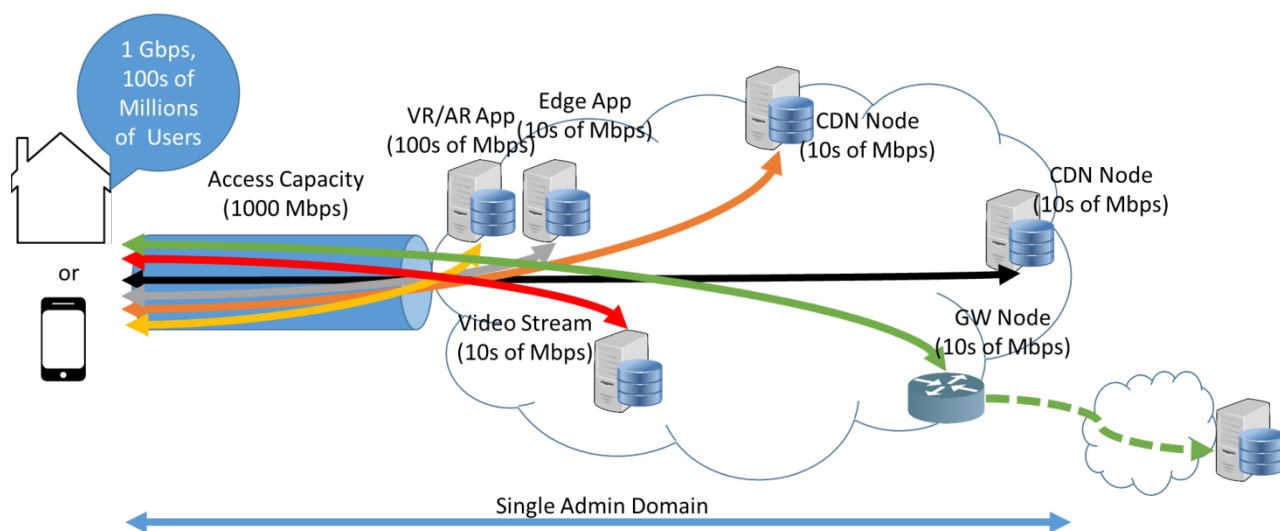 1 Gbps,
100s of
Millions
of Users
Access Capacity
(1000 Mbps)
or
VR/AR App
(100s of Mbps)
Edge App
(10s of Mbps)
CDN Node
(10s of Mbps)
CDN Node
(10s of Mbps)
Video Stream
(10s of Mbps)
GW Node
(10s of Mbps)
Single Admin Domain